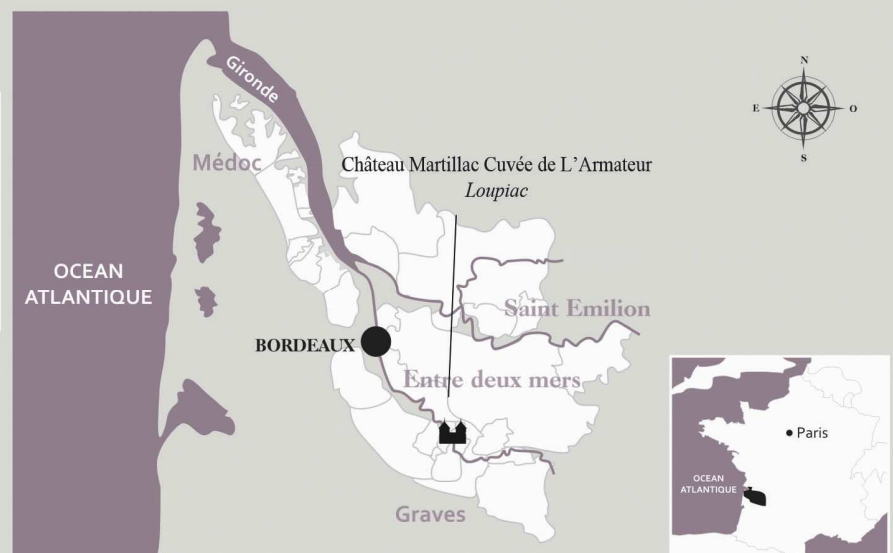 Gironde
N
E
O
S
Médoc
Château Martillac Cuvée de L'Armateur
Loupiac
OCEAN
ATLANTIQUE
Saint Emilion
BORDEAUX
Entre deux mers
Graves
Paris
OCEAN
ATLANTIQUE